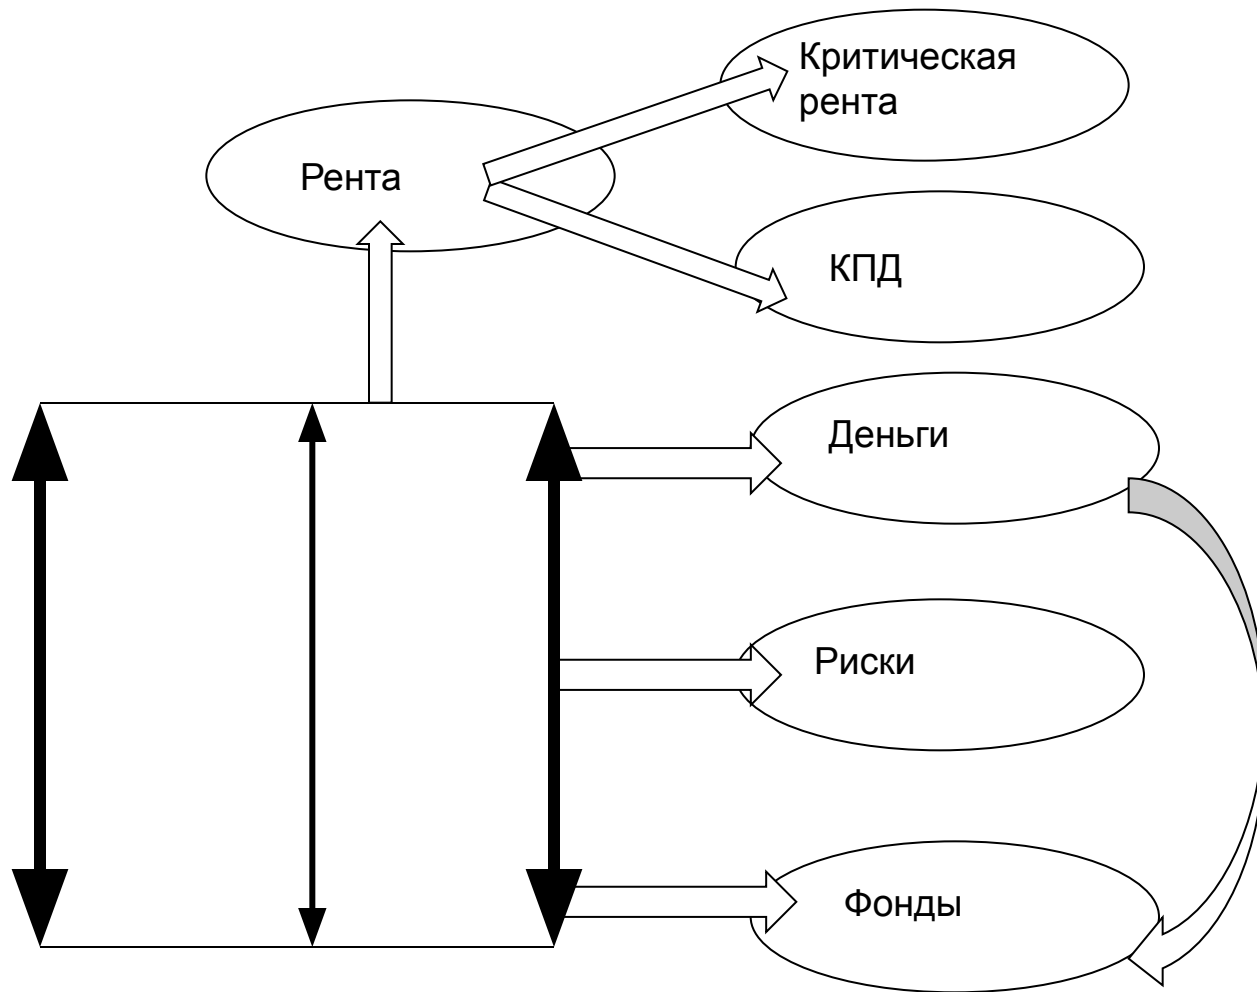 Критическая
рента
Рента
КПД
Деньги
Риски
Фонды